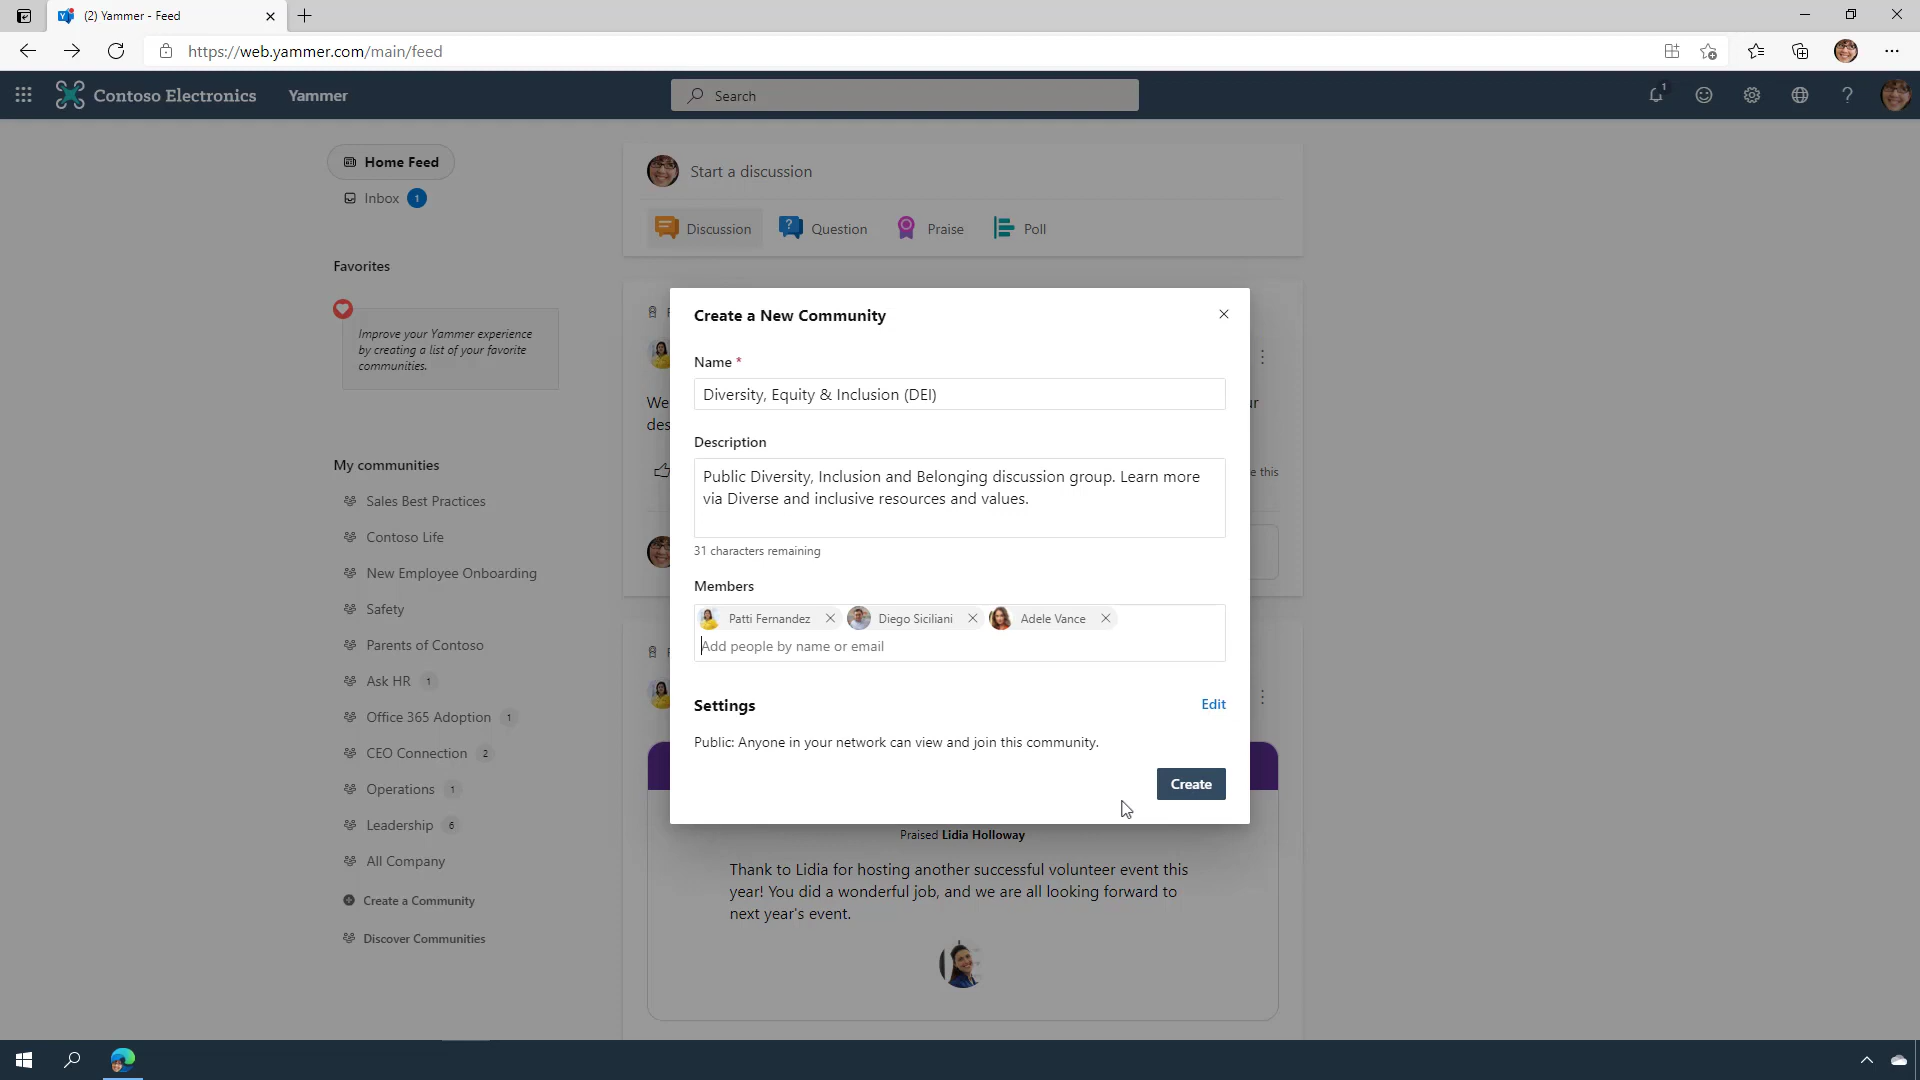 (2) Yammer - Feed
https://web.yammer.com/main/feed
Contoso Electronics
Yammer
Search
1
Home Feed
Inbox 1
Favorites
Improve your Yammer experience
by creating a list of your favorite
communities.
My communities
Sales Best Practices
Contoso Life
New Employee Onboarding
Safety
Parents of Contoso
Ask HR 1
Office 365 Adoption 1
CEO Connection 2
Operations 1
Leadership 6
All Company
Create a Community
Discover Communities
Start a discussion
Discussion
Question
Praise
Poll
We
des
e this
Create a New Community
Name *
Diversity, Equity & Inclusion (DEI)
Description
Public Diversity, Inclusion and Belonging discussion group. Learn more
via Diverse and inclusive resources and values.
31 characters remaining
Members
Patti Fernandez
Diego Siciliani
Adele Vance
Add people by name or email
Settings
Edit
Public: Anyone in your network can view and join this community.
Create
Praised Lidia Holloway
Thank to Lidia for hosting another successful volunteer event this
year! You did a wonderful job, and we are all looking forward to
next year's event.